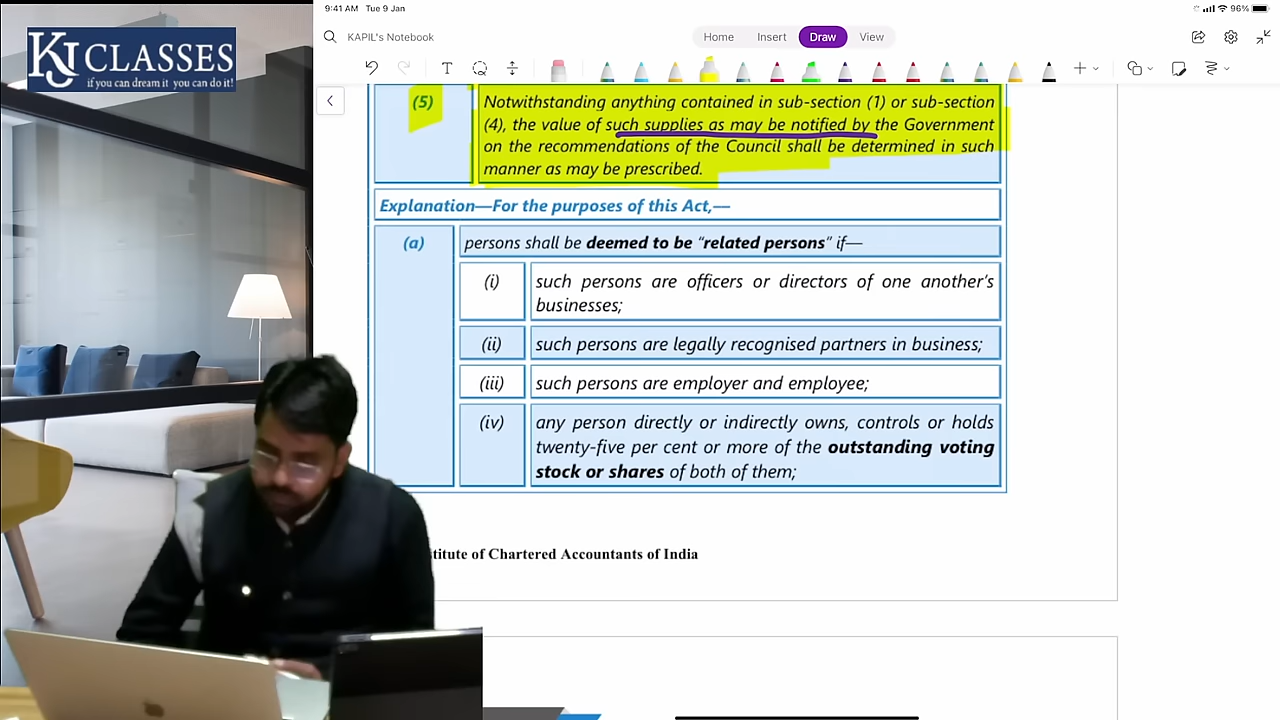 9:41 AM Tue 9 Jan
96%
KJ CLASSES
if you can dream it you can do it!
KAPIL's Notebook
Home Insert Draw View
(5) Notwithstanding anything contained in sub-section (1) or sub-section
(4), the value of such supplies as may be notified by the Government
on the recommendations of the Council shall be determined in such
manner as may be prescribed.
Explanation—For the purposes of this Act,––
(a) persons shall be deemed to be “related persons” if—
(i) such persons are officers or directors of one another’s
businesses;
(ii) such persons are legally recognised partners in business;
(iii) such persons are employer and employee;
(iv) any person directly or indirectly owns, controls or holds
twenty-five per cent or more of the outstanding voting
stock or shares of both of them;
titute of Chartered Accountants of India